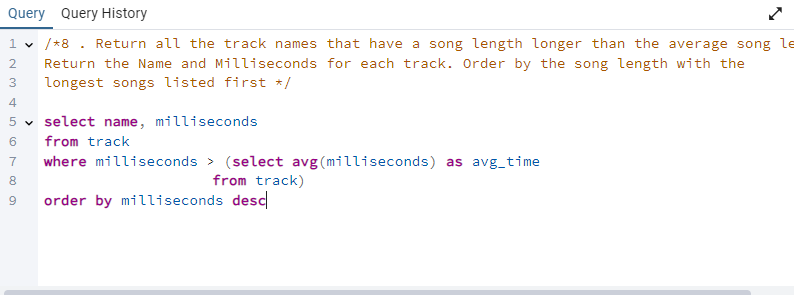 Query Query History
1 /*8 . Return all the track names that have a song length longer than the average song le
2 Return the Name and Milliseconds for each track. Order by the song length with the
3 longest songs listed first */
4
5 select name, milliseconds
6 from track
7 where milliseconds > (select avg(milliseconds) as avg_time
8 from track)
9 order by milliseconds desc